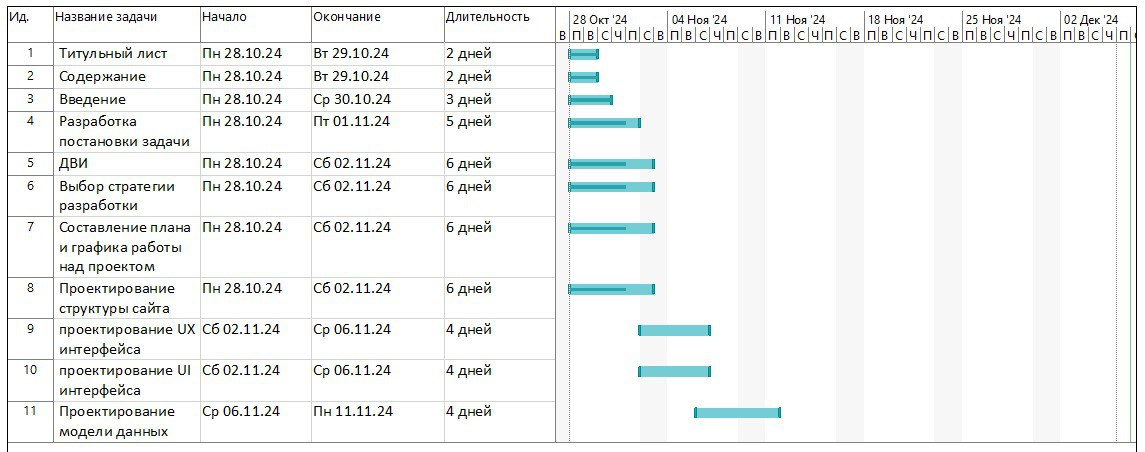 Ид. Название задачи Начало Окончание Длительность 28 Окт '24 04 Ноя '24 11 Ноя '24 18 Ноя '24 25 Ноя '24 02 Дек '24
В П В С Ч П С В П В С Ч П С В П В С Ч П С В П В С Ч П С В П В С Ч П С В П В С Ч П С
1 Титульный лист Пн 28.10.24 Вт 29.10.24 2 дней
2 Содержание Пн 28.10.24 Вт 29.10.24 2 дней
3 Введение Пн 28.10.24 Ср 30.10.24 3 дней
4 Разработка Пн 28.10.24 Пт 01.11.24 5 дней
постановки задачи
5 ДВИ Пн 28.10.24 Сб 02.11.24 6 дней
6 Выбор стратегии Пн 28.10.24 Сб 02.11.24 6 дней
разработки
7 Составление плана Пн 28.10.24 Сб 02.11.24 6 дней
и графика работы
над проектом
8 Проектирование Пн 28.10.24 Сб 02.11.24 6 дней
структуры сайта
9 проектирование UX Сб 02.11.24 Ср 06.11.24 4 дней
интерфейса
10 проектирование UI Сб 02.11.24 Ср 06.11.24 4 дней
интерфейса
11 Проектирование Ср 06.11.24 Пн 11.11.24 4 дней
модели данных